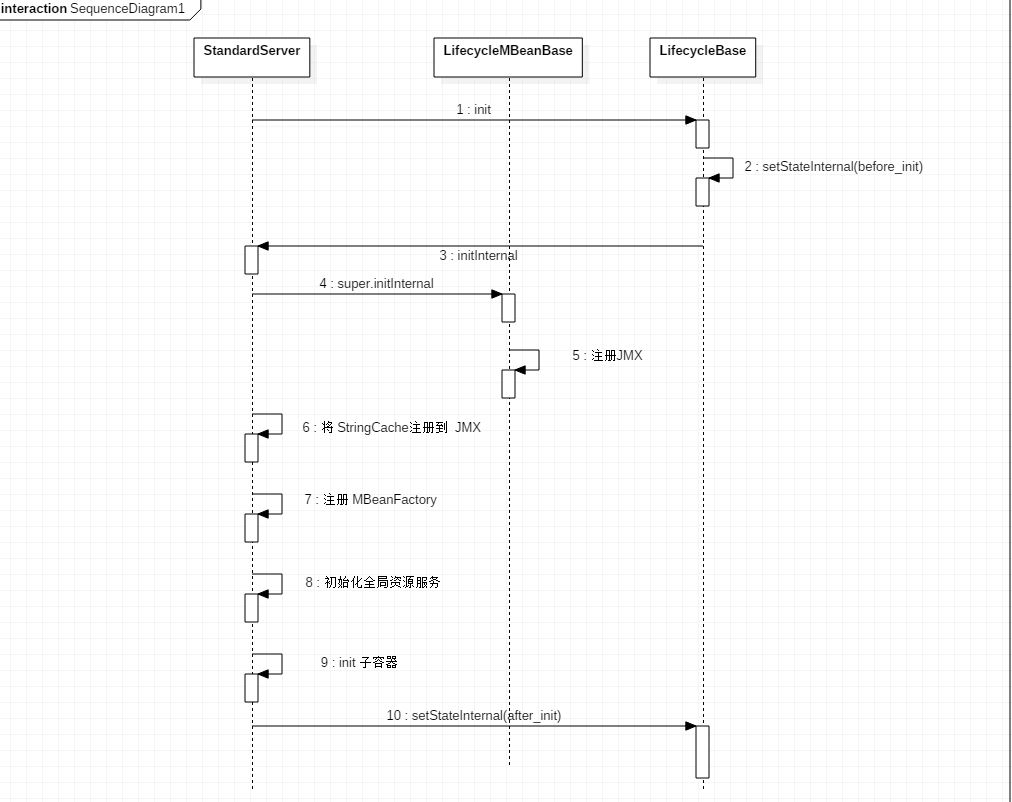 interaction SequenceDiagram1
StandardServer
LifecycleMBeanBase
LifecycleBase
1 : init
2 : setStateInternal(before_init)
3 : initInternal
4 : super.initInternal
5 : 注册JMX
6 : 将 StringCache注册到 JMX
7 : 注册 MBeanFactory
8 : 初始化全局资源服务
9 : init 子容器
10 : setStateInternal(after_init)